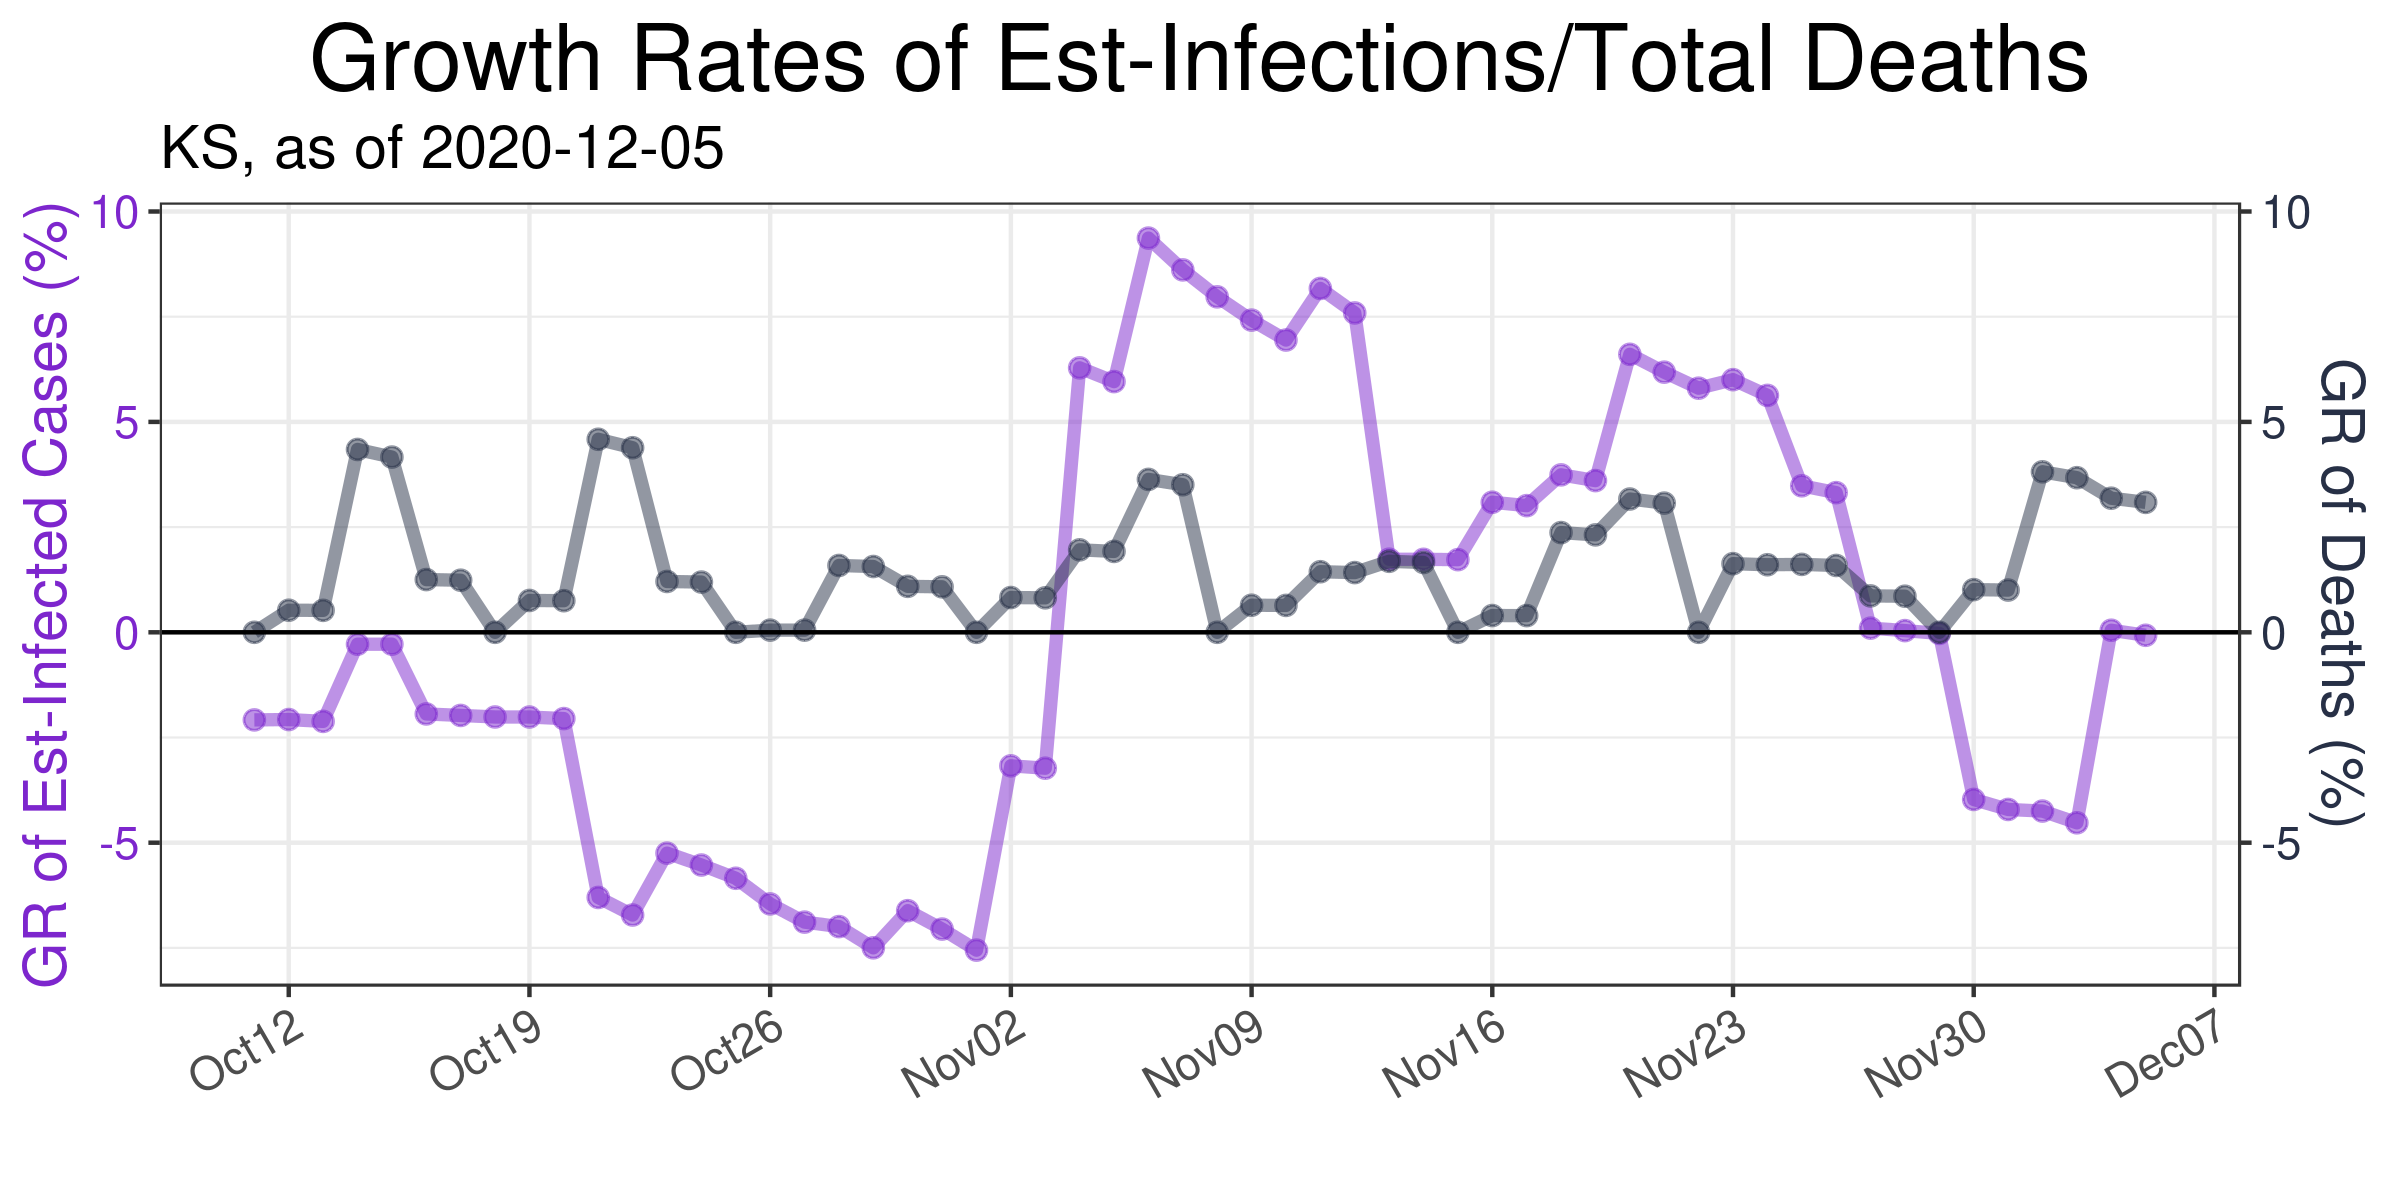 Growth Rates of Est-Infections/Total Deaths
KS, as of 2020-12-05
GR of Est-Infected Cases (%)
10
5
0
-5
10
5
0
-5
GR of Deaths (%)
Oct12
Oct19
Oct26
Nov02
Nov09
Nov16
Nov23
Nov30
Dec07